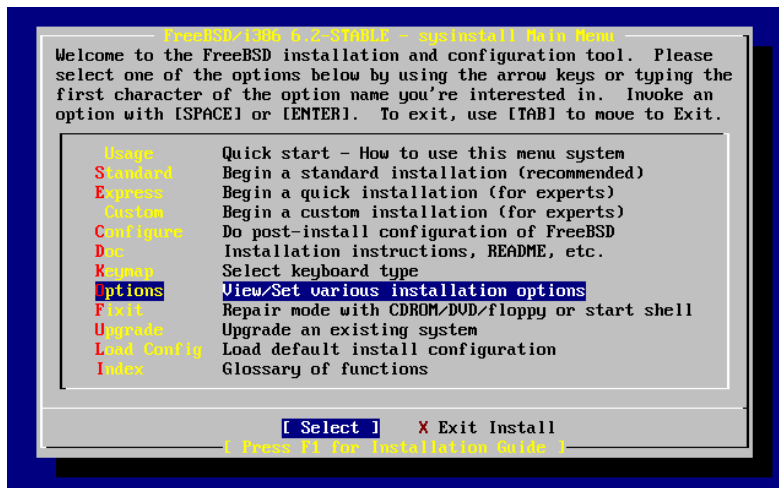 FreeBSD/i386 6.2-STABLE - sysinstall Main Menu
Welcome to the FreeBSD installation and configuration tool.  Please
select one of the options below by using the arrow keys or typing the
first character of the option name you're interested in.  Invoke an
option with [SPACE] or [ENTER].  To exit, use [TAB] to move to Exit.
Usage Quick start - How to use this menu system
Standard Begin a standard installation (recommended)
Express Begin a quick installation (for experts)
Custom Begin a custom installation (for experts)
Configure Do post-install configuration of FreeBSD
Doc Installation instructions, README, etc.
Keymap Select keyboard type
Options View/Set various installation options
Fixit Repair mode with CDROM/DVD/floppy or start shell
Upgrade Upgrade an existing system
Load Config Load default install configuration
Index Glossary of functions
[ Select ] X Exit Install
[ Press F1 for Installation Guide ]